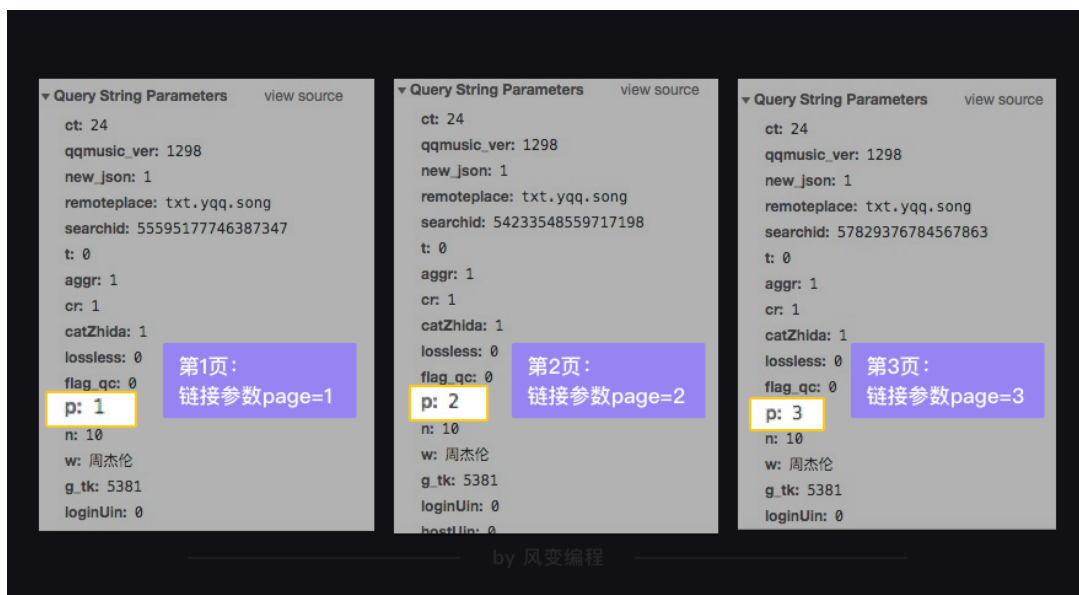 Query String Parameters view source
ct: 24
qqmusic_ver: 1298
new_json: 1
remoteplace: txt.yqq.song
searchid: 55595177746387347
t: 0
aggr: 1
cr: 1
catZhida: 1
lossless: 0
flag_qc: 0
p: 1
n: 10
w: 周杰伦
g_tk: 5381
loginUin: 0
第1页：
链接参数page=1
Query String Parameters view source
ct: 24
qqmusic_ver: 1298
new_json: 1
remoteplace: txt.yqq.song
searchid: 54233548559717198
t: 0
aggr: 1
cr: 1
catZhida: 1
lossless: 0
flag_qc: 0
p: 2
n: 10
w: 周杰伦
g_tk: 5381
loginUin: 0
hostUin: 0
第2页：
链接参数page=2
Query String Parameters view source
ct: 24
qqmusic_ver: 1298
new_json: 1
remoteplace: txt.yqq.song
searchid: 57829376784567863
t: 0
aggr: 1
cr: 1
catZhida: 1
lossless: 0
flag_qc: 0
p: 3
n: 10
w: 周杰伦
g_tk: 5381
loginUin: 0
第3页：
链接参数page=3
by 风变编程